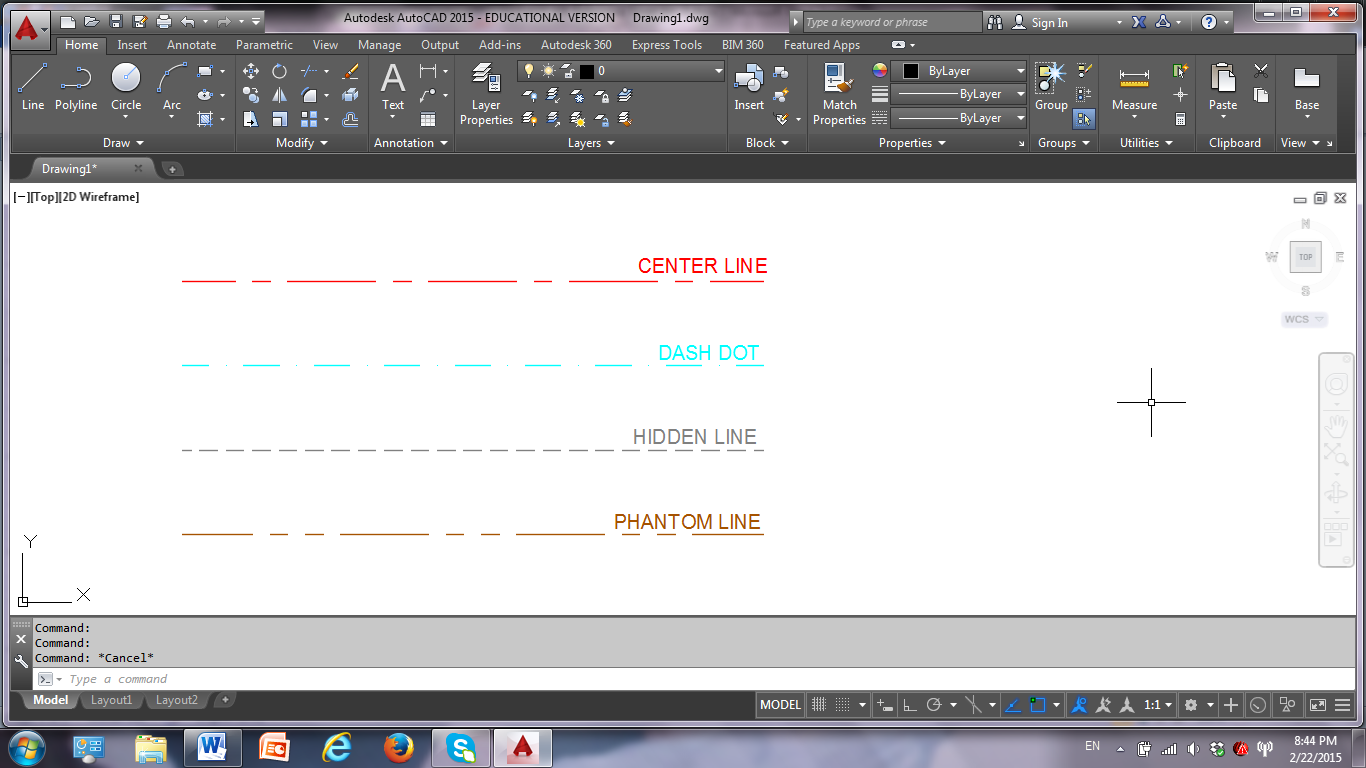 Autodesk AutoCAD 2015 - EDUCATIONAL VERSION Drawing1.dwg
Type a keyword or phrase
Sign In
Home Insert Annotate Parametric View Manage Output Add-ins Autodesk 360 Express Tools BIM 360 Featured Apps
Line Polyline Circle Arc
Draw
Modify
Text
Annotation
Layer Properties
0
Layers
Insert
Block
Match Properties
ByLayer
ByLayer
ByLayer
Properties
Group
Groups
Measure
Utilities
Paste
Clipboard
Base
View
Drawing1*
[−][Top][2D Wireframe]
N
W TOP E
S
WCS
CENTER LINE
DASH DOT
HIDDEN LINE
PHANTOM LINE
Y
X
Command:
Command:
Command: *Cancel*
Type a command
Model Layout1 Layout2
MODEL 1:1
EN
8:44 PM
2/22/2015